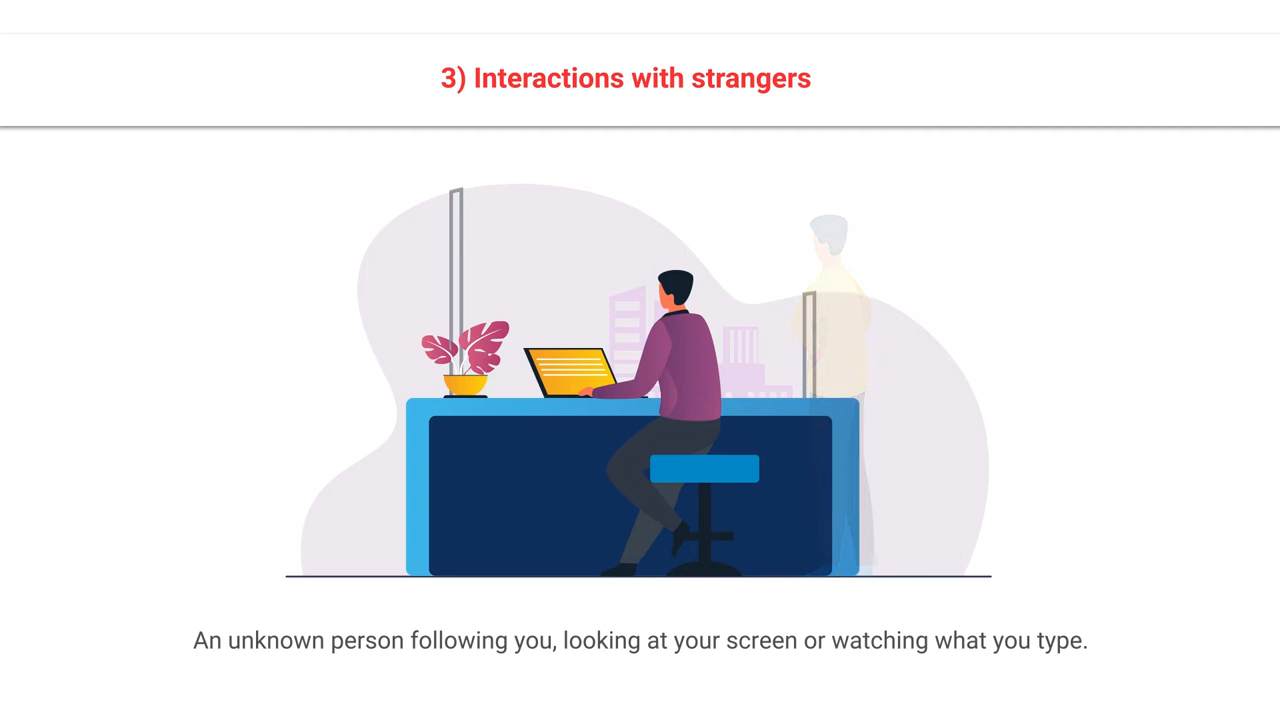 3) Interactions with strangers
An unknown person following you, looking at your screen or watching what you type.